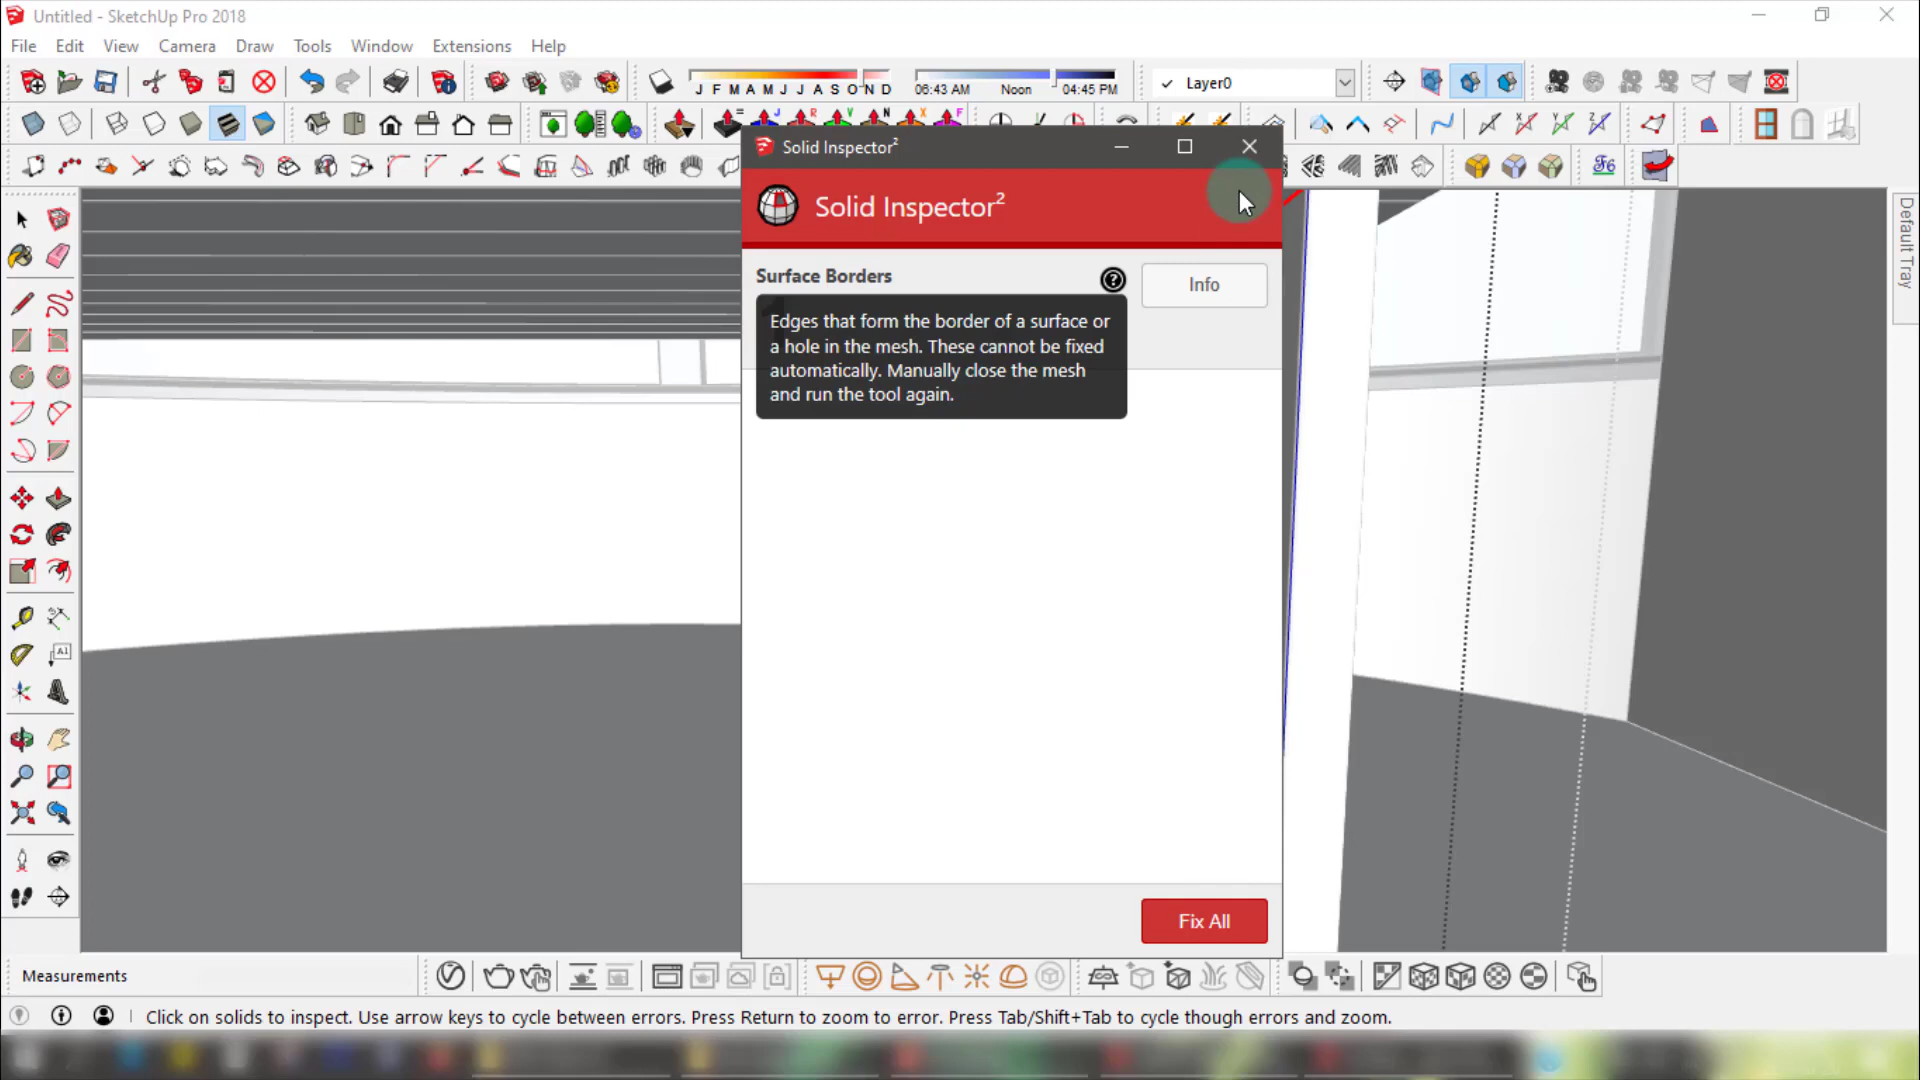 Untitled - SketchUp Pro 2018
File Edit View Camera Draw Tools Window Extensions Help
J F M A M J J A S O N D 06:43 AM Noon 04:45 PM Layer0
Solid Inspector²
Solid Inspector²
Surface Borders
Info
Edges that form the border of a surface or
a hole in the mesh. These cannot be fixed
automatically. Manually close the mesh
and run the tool again.
Default Tray
Fix All
Measurements
Click on solids to inspect. Use arrow keys to cycle between errors. Press Return to zoom to error. Press Tab/Shift+Tab to cycle though errors and zoom.